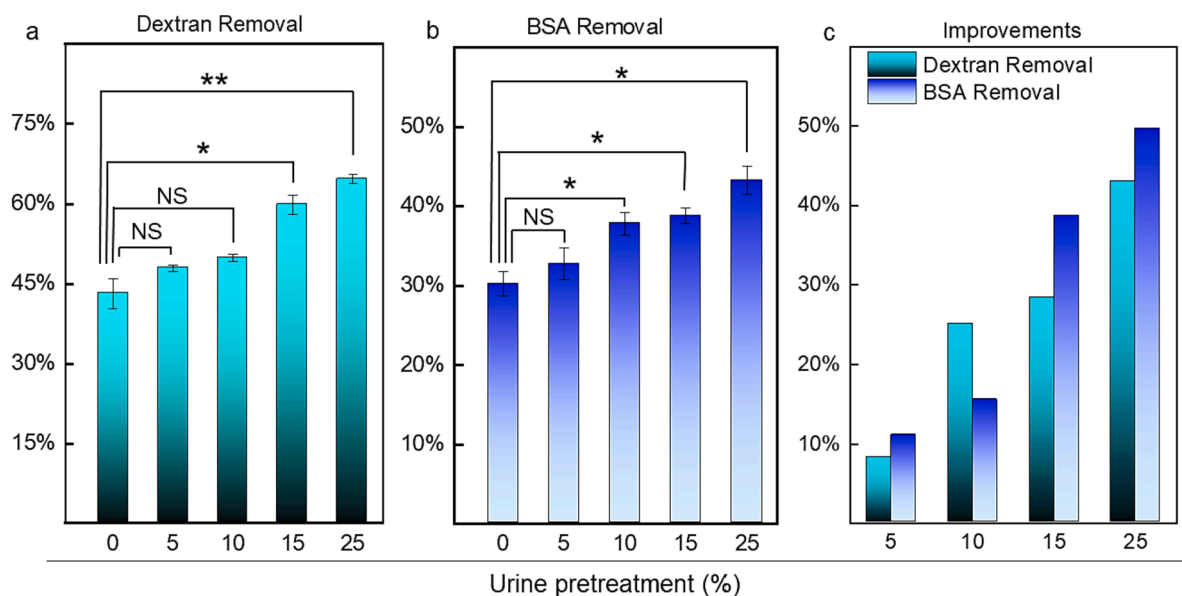 a Dextran Removal
75%
60%
45%
30%
15%
**
*
NS
NS
0 5 10 15 25
b BSA Removal
50%
40%
30%
20%
10%
*
*
*
NS
0 5 10 15 25
c Improvements
Dextran Removal
BSA Removal
50%
40%
30%
20%
10%
5 10 15 25
Urine pretreatment (%)